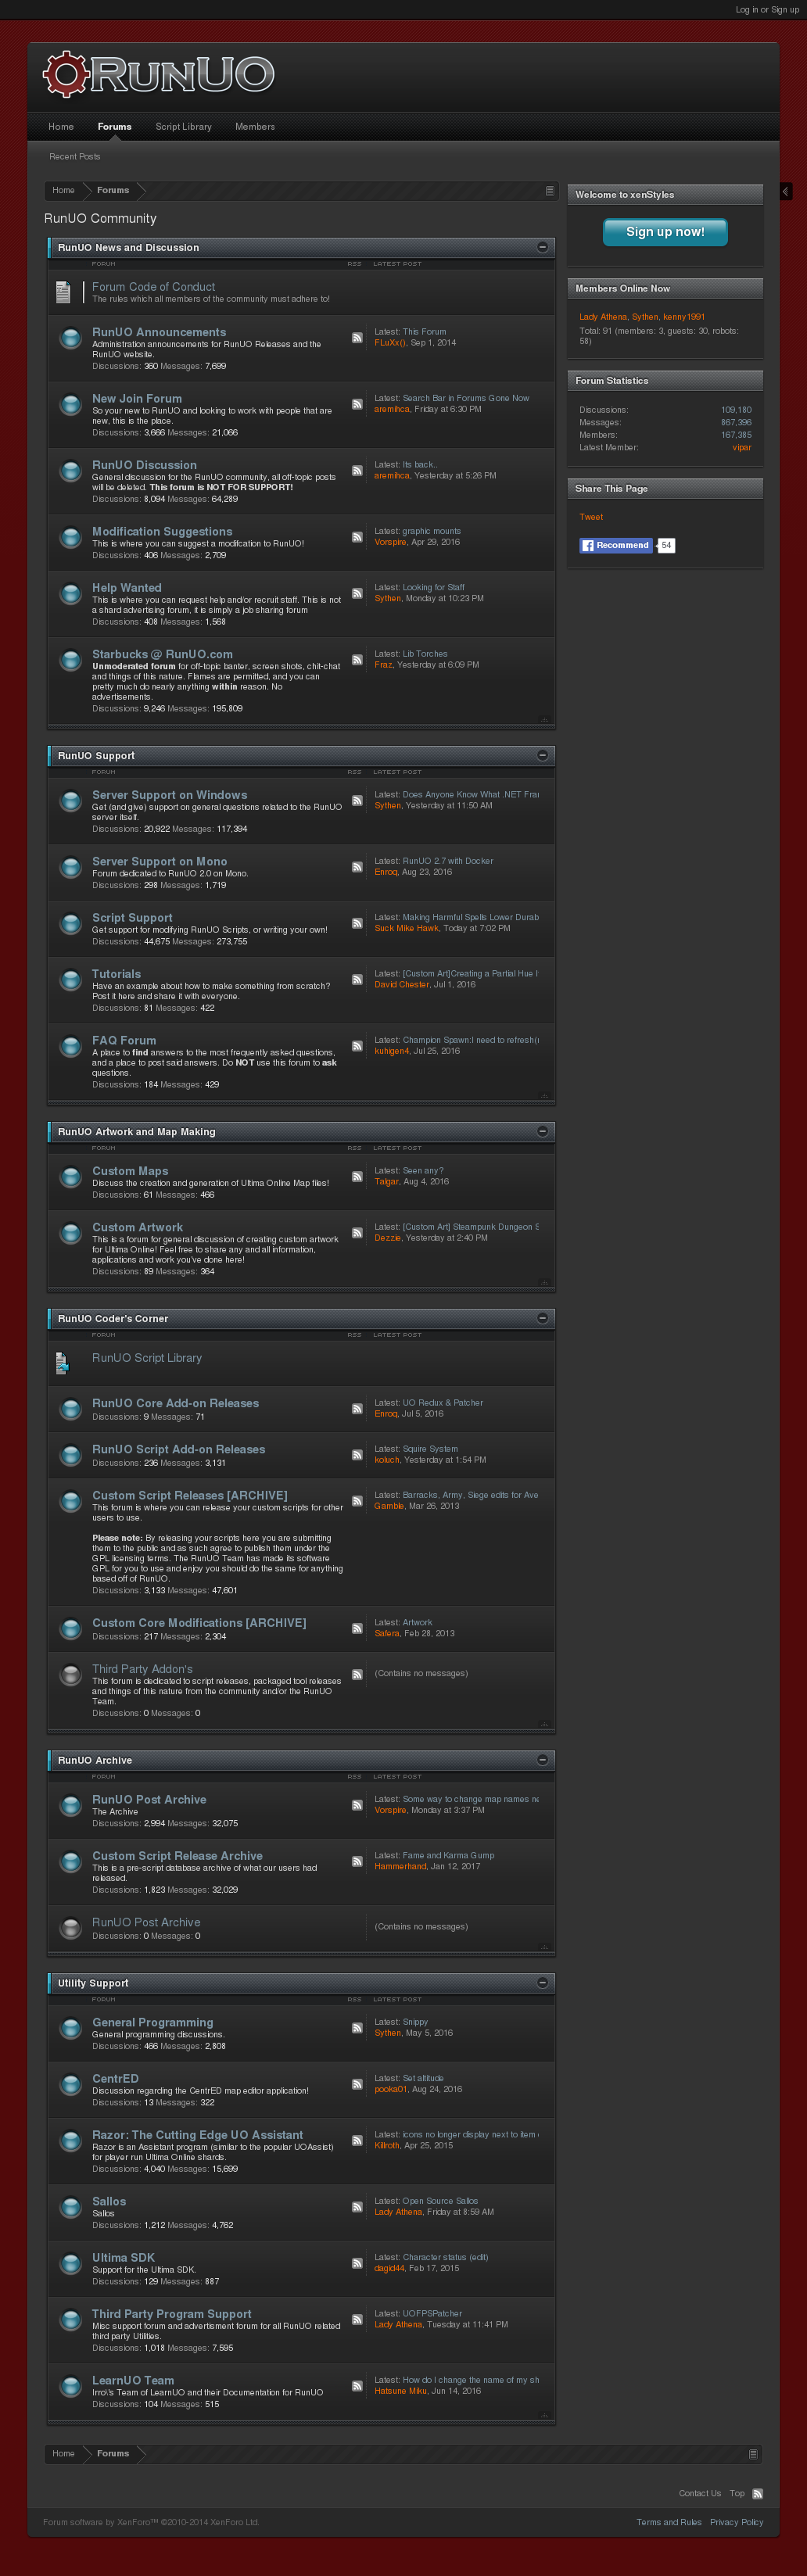 Log in or Sign up
RUNUO
Home Forums Script Library Members
Recent Posts
Home Forums
RunUO Community
RunUO News and Discussion
FORUM RSS LATEST POST
Forum Code of Conduct
The rules which all members of the community must adhere to!
RunUO Announcements
Administration announcements for RunUO Releases and the
RunUO website.
Discussions: 360 Messages: 7,699
Latest: This Forum
FLuXx(), Sep 1, 2014
New Join Forum
So your new to RunUO and looking to work with people that are
new, this is the place.
Discussions: 3,666 Messages: 21,066
Latest: Search Bar in Forums Gone Now
aremihca, Friday at 6:30 PM
RunUO Discussion
General discussion for the RunUO community, all off-topic posts
will be deleted. This forum is NOT FOR SUPPORT!
Discussions: 8,094 Messages: 64,289
Latest: Its back..
aremihca, Yesterday at 5:26 PM
Modification Suggestions
This is where you can suggest a modifcation to RunUO!
Discussions: 406 Messages: 2,709
Latest: graphic mounts
Vorspire, Apr 29, 2016
Help Wanted
This is where you can request help and/or recruit staff. This is not
a shard advertising forum, it is simply a job sharing forum
Discussions: 408 Messages: 1,568
Latest: Looking for Staff
Sythen, Monday at 10:23 PM
Starbucks @ RunUO.com
Unmoderated forum for off-topic banter, screen shots, chit-chat
and things of this nature. Flames are permitted, and you can
pretty much do nearly anything within reason. No
advertisements.
Discussions: 9,246 Messages: 195,809
Latest: Lib Torches
Fraz, Yesterday at 6:09 PM
RunUO Support
FORUM RSS LATEST POST
Server Support on Windows
Get (and give) support on general questions related to the RunUO
server itself.
Discussions: 20,922 Messages: 117,394
Latest: Does Anyone Know What .NET Fra
Sythen, Yesterday at 11:50 AM
Server Support on Mono
Forum dedicated to RunUO 2.0 on Mono.
Discussions: 298 Messages: 1,719
Latest: RunUO 2.7 with Docker
Enroq, Aug 23, 2016
Script Support
Get support for modifying RunUO Scripts, or writing your own!
Discussions: 44,675 Messages: 273,755
Latest: Making Harmful Spells Lower Durab
Suck Mike Hawk, Today at 7:02 PM
Tutorials
Have an example about how to make something from scratch?
Post it here and share it with everyone.
Discussions: 81 Messages: 422
Latest: [Custom Art]Creating a Partial Hue I
David Chester, Jul 1, 2016
FAQ Forum
A place to find answers to the most frequently asked questions,
and a place to post said answers. Do NOT use this forum to ask
questions.
Discussions: 184 Messages: 429
Latest: Champion Spawn:I need to refresh(r
kuhigen4, Jul 25, 2016
RunUO Artwork and Map Making
FORUM RSS LATEST POST
Custom Maps
Discuss the creation and generation of Ultima Online Map files!
Discussions: 61 Messages: 466
Latest: Seen any?
Talgar, Aug 4, 2016
Custom Artwork
This is a forum for general discussion of creating custom artwork
for Ultima Online! Feel free to share any and all information,
applications and work you've done here!
Discussions: 89 Messages: 364
Latest: [Custom Art] Steampunk Dungeon S
Dezzie, Yesterday at 2:40 PM
RunUO Coder's Corner
FORUM RSS LATEST POST
RunUO Script Library
RunUO Core Add-on Releases
Discussions: 9 Messages: 71
Latest: UO Redux & Patcher
Enroq, Jul 5, 2016
RunUO Script Add-on Releases
Discussions: 236 Messages: 3,131
Latest: Squire System
koluch, Yesterday at 1:54 PM
Custom Script Releases [ARCHIVE]
This forum is where you can release your custom scripts for other
users to use.
Please note: By releasing your scripts here you are submitting
them to the public and as such agree to publish them under the
GPL licensing terms. The RunUO Team has made its software
GPL for you to use and enjoy you should do the same for anything
based off of RunUO.
Discussions: 3,133 Messages: 47,601
Latest: Barracks, Army, Siege edits for Ave
Gamble, Mar 26, 2013
Custom Core Modifications [ARCHIVE]
Discussions: 217 Messages: 2,304
Latest: Artwork
Safera, Feb 28, 2013
Third Party Addon's
This forum is dedicated to script releases, packaged tool releases
and things of this nature from the community and/or the RunUO
Team.
Discussions: 0 Messages: 0
(Contains no messages)
RunUO Archive
FORUM RSS LATEST POST
RunUO Post Archive
The Archive
Discussions: 2,994 Messages: 32,075
Latest: Some way to change map names ne
Vorspire, Monday at 3:37 PM
Custom Script Release Archive
This is a pre-script database archive of what our users had
released.
Discussions: 1,823 Messages: 32,029
Latest: Fame and Karma Gump
Hammerhand, Jan 12, 2017
RunUO Post Archive
Discussions: 0 Messages: 0
(Contains no messages)
Utility Support
FORUM RSS LATEST POST
General Programming
General programming discussions.
Discussions: 466 Messages: 2,808
Latest: Snippy
Sythen, May 5, 2016
CentrED
Discussion regarding the CentrED map editor application!
Discussions: 13 Messages: 322
Latest: Set altitude
pooka01, Aug 24, 2016
Razor: The Cutting Edge UO Assistant
Razor is an Assistant program (similar to the popular UOAssist)
for player run Ultima Online shards.
Discussions: 4,040 Messages: 15,699
Latest: icons no longer display next to item
Killroth, Apr 25, 2015
Sallos
Sallos
Discussions: 1,212 Messages: 4,762
Latest: Open Source Sallos
Lady Athena, Friday at 8:59 AM
Ultima SDK
Support for the Ultima SDK.
Discussions: 129 Messages: 887
Latest: Character status (edit)
dagid44, Feb 17, 2015
Third Party Program Support
Misc support forum and advertisment forum for all RunUO related
third party Utilities.
Discussions: 1,018 Messages: 7,595
Latest: UOFPSPatcher
Lady Athena, Tuesday at 11:41 PM
LearnUO Team
Irro\'s Team of LearnUO and their Documentation for RunUO
Discussions: 104 Messages: 515
Latest: How do I change the name of my sh
Hatsune Miku, Jun 14, 2016
Welcome to xenStyles
Sign up now!
Members Online Now
Lady Athena, Sythen, kenny1991
Total: 91 (members: 3, guests: 30, robots:
58)
Forum Statistics
Discussions: 109,180
Messages: 867,396
Members: 167,385
Latest Member: vipar
Share This Page
Tweet
Recommend 54
Home Forums
Contact Us Top
Forum software by XenForo™ ©2010-2014 XenForo Ltd.
Terms and Rules Privacy Policy